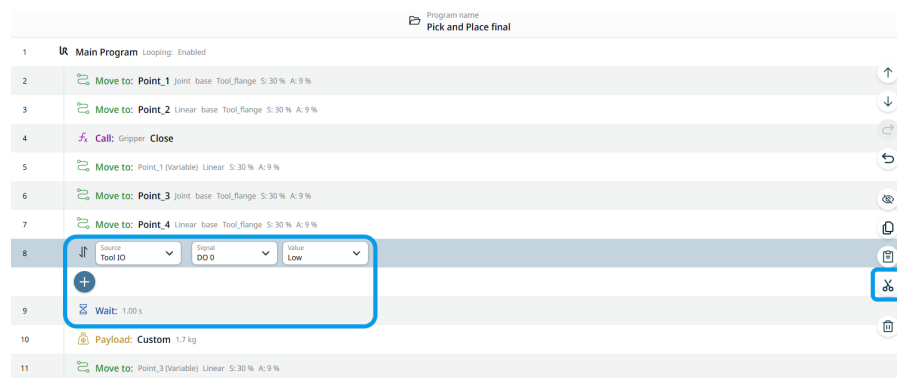 Program name
Pick and Place final
1 Main Program Looping: Enabled
2 Move to: Point_1 Joint base Tool_flange S: 30 % A: 9 %
3 Move to: Point_2 Linear base Tool_flange S: 30 % A: 9 %
4 fx Call: Gripper Close
5 Move to: Point_1 (Variable) Linear S: 30 % A: 9 %
6 Move to: Point_3 Joint base Tool_flange S: 30 % A: 9 %
7 Move to: Point_4 Linear base Tool_flange S: 30 % A: 9 %
Source Signal Value
8 Tool IO DO 0 Low
9 Wait: 1.00 s
10 Payload: Custom 1.7 kg
11 Move to: Point_3 (Variable) Linear S: 30 % A: 9 %